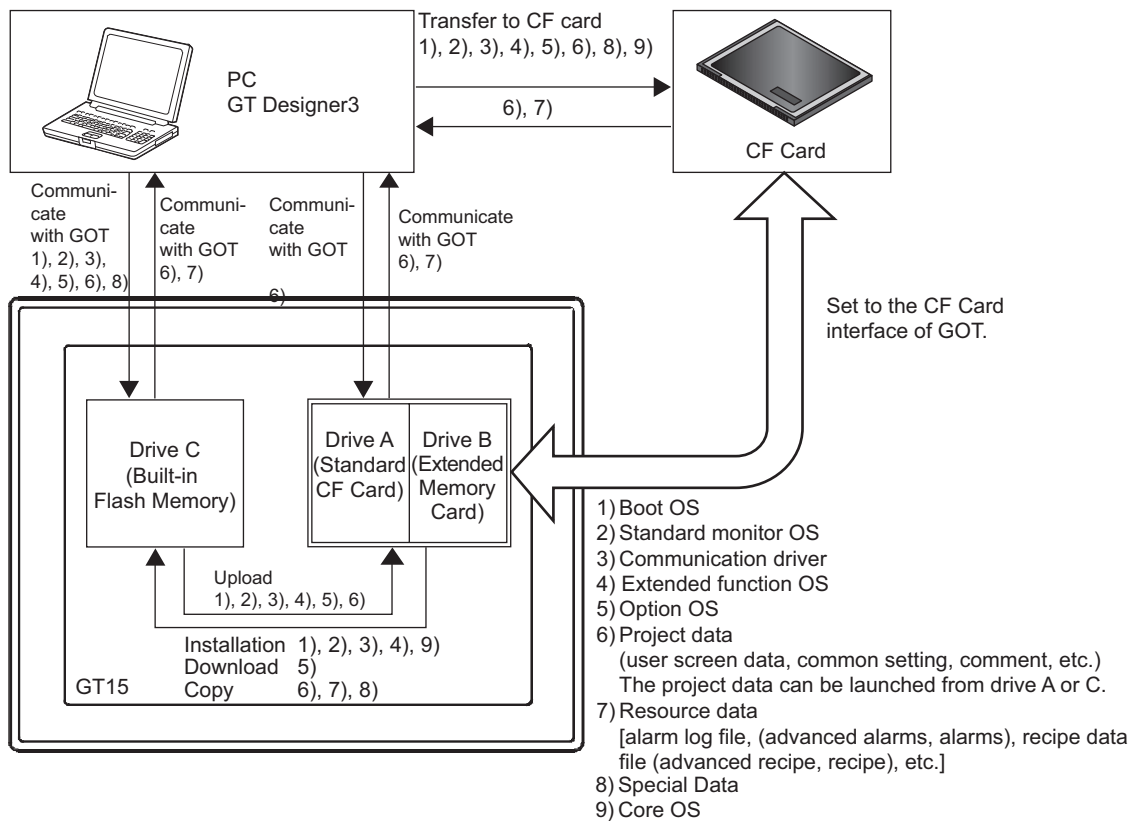 Transfer to CF card
1), 2), 3), 4), 5), 6), 8), 9)
PC
GT Designer3
6), 7)
CF Card
Communi-
cate
with GOT
1), 2), 3),
4), 5), 6), 8)
Communi-
cate
with GOT
6), 7)
Communi-
cate
with GOT
6)
Communicate
with GOT
6), 7)
Set to the CF Card
interface of GOT.
Drive C
(Built-in
Flash Memory)
Drive A
(Standard
CF Card)
Drive B
(Extended
Memory
Card)
Upload
1), 2), 3), 4), 5), 6)
Installation 1), 2), 3), 4), 9)
Download 5)
Copy 6), 7), 8)
GT15
1) Boot OS
2) Standard monitor OS
3) Communication driver
4) Extended function OS
5) Option OS
6) Project data
(user screen data, common setting, comment, etc.)
The project data can be launched from drive A or C.
7) Resource data
[alarm log file, (advanced alarms, alarms), recipe data
file (advanced recipe, recipe), etc.]
8) Special Data
9) Core OS